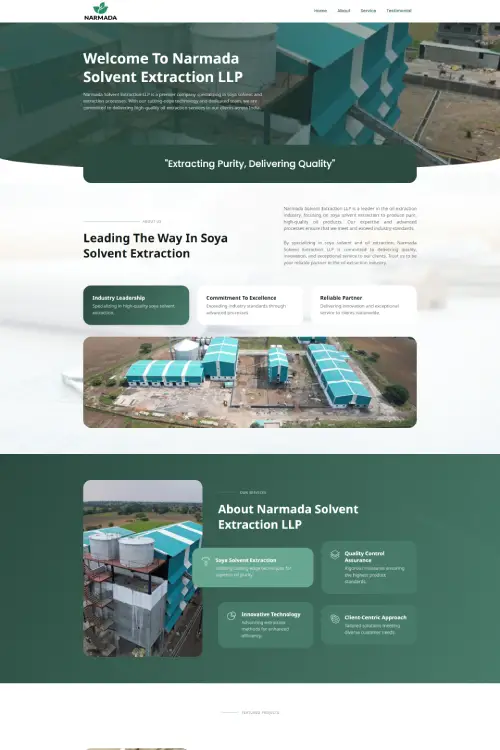 NARMADA
Home About Service Testimonial
Welcome To Narmada
Solvent Extraction LLP
Narmada Solvent Extraction LLP is a premier company specializing in soya solvent and
extraction processes. With our cutting-edge technology and dedicated team, we are
committed to delivering high-quality oil extraction services to our clients across India.
"Extracting Purity, Delivering Quality"
ABOUT US
Leading The Way In Soya
Solvent Extraction
Narmada Solvent Extraction LLP is a leader in the oil extraction
industry, focusing on soya solvent extraction to produce pure,
high-quality oil products. Our expertise and advanced
processes ensure that we meet and exceed industry standards.
By specializing in soya solvent and oil extraction, Narmada
Solvent Extraction LLP is committed to delivering quality,
innovation, and exceptional service to our clients. Trust us to be
your reliable partner in the oil extraction industry.
Industry Leadership
Specializing in high-quality soya solvent
extraction.
Commitment To Excellence
Exceeding industry standards through
advanced processes.
Reliable Partner
Delivering innovation and exceptional
service to clients nationwide.
OUR SERVICES
About Narmada Solvent
Extraction LLP
Soya Solvent Extraction
Utilizing cutting-edge techniques for
superior oil purity.
Quality Control
Assurance
Rigorous measures ensuring
the highest product
standards.
Innovative Technology
Advancing extraction
methods for enhanced
efficiency.
Client-Centric Approach
Tailored solutions meeting
diverse customer needs.
FEATURED PRODUCTS